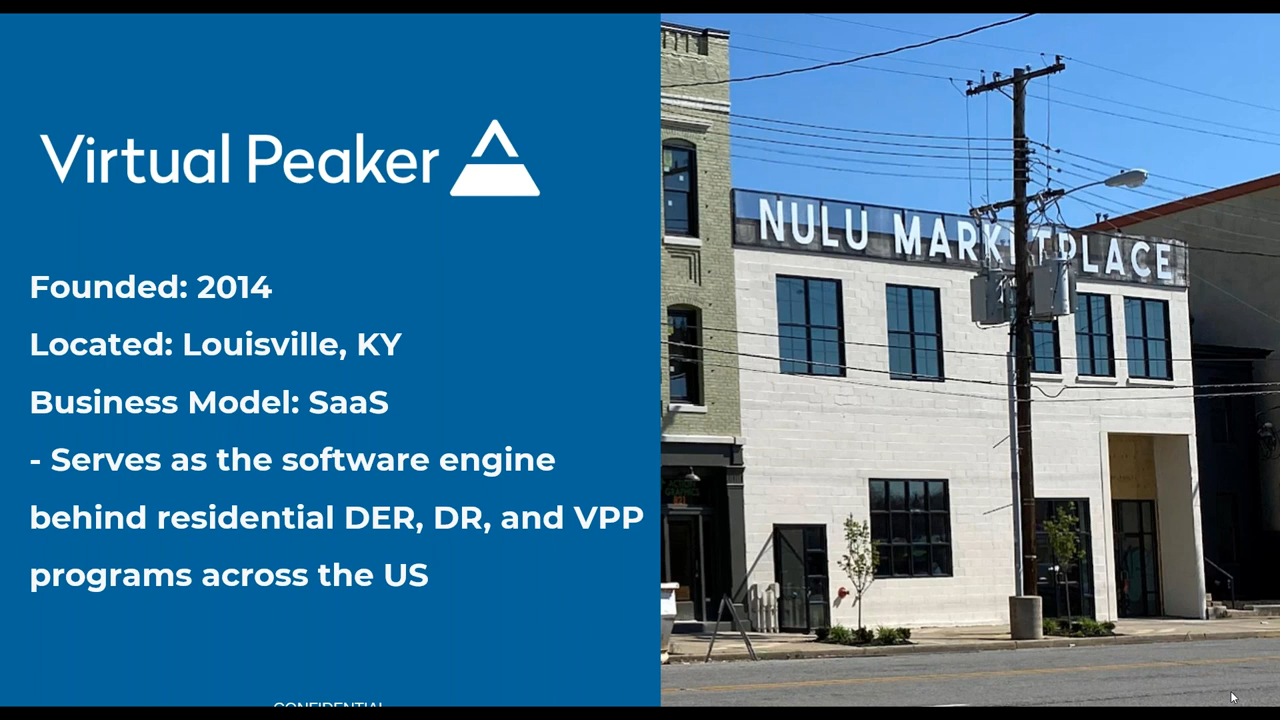 Virtual Peaker
Founded: 2014
Located: Louisville, KY
Business Model: SaaS
- Serves as the software engine
behind residential DER, DR, and VPP
programs across the US
CONFIDENTIAL
NULU MARKETPLACE